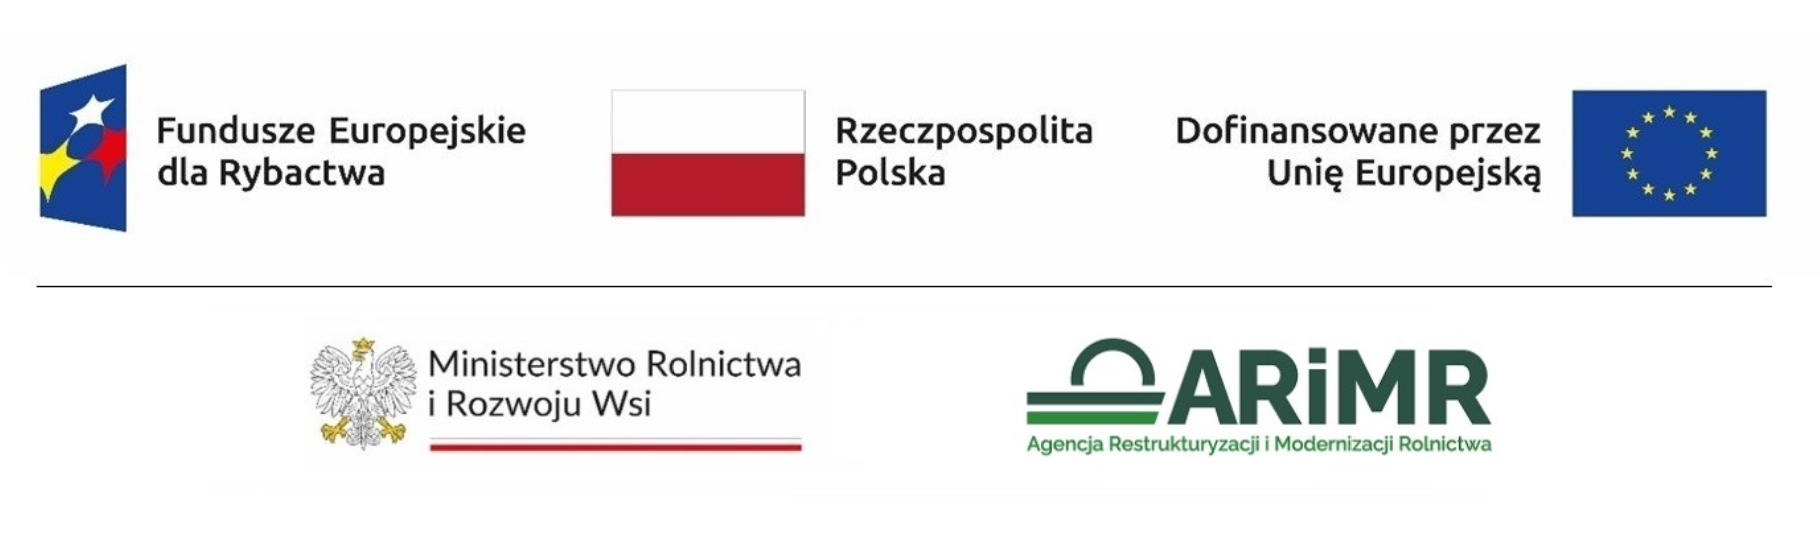 Fundusze Europejskie
dla Rybactwa
Rzeczpospolita
Polska
Dofinansowane przez
Unię Europejską
Ministerstwo Rolnictwa
i Rozwoju Wsi
ARiMR
Agencja Restrukturyzacji i Modernizacji Rolnictwa